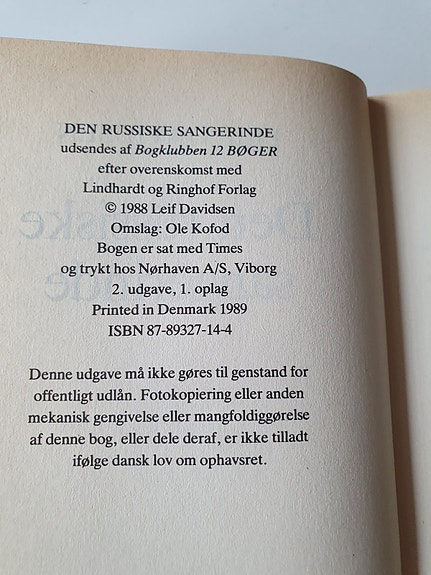 DEN RUSSISKE SANGERINDE
udsendes af Bogklubben 12 BØGER
efter overenskomst med
Lindhardt og Ringhof Forlag
© 1988 Leif Davidsen
Omslag: Ole Kofod
Bogen er sat med Times
og trykt hos Nørhaven A/S, Viborg
2. udgave, 1. oplag
Printed in Denmark 1989
ISBN 87-89327-14-4
Denne udgave må ikke gøres til genstand for
offentligt udlån. Fotokopiering eller anden
mekanisk gengivelse eller mangfoldiggørelse
af denne bog, eller dele deraf, er ikke tilladt
ifølge dansk lov om ophavsret.